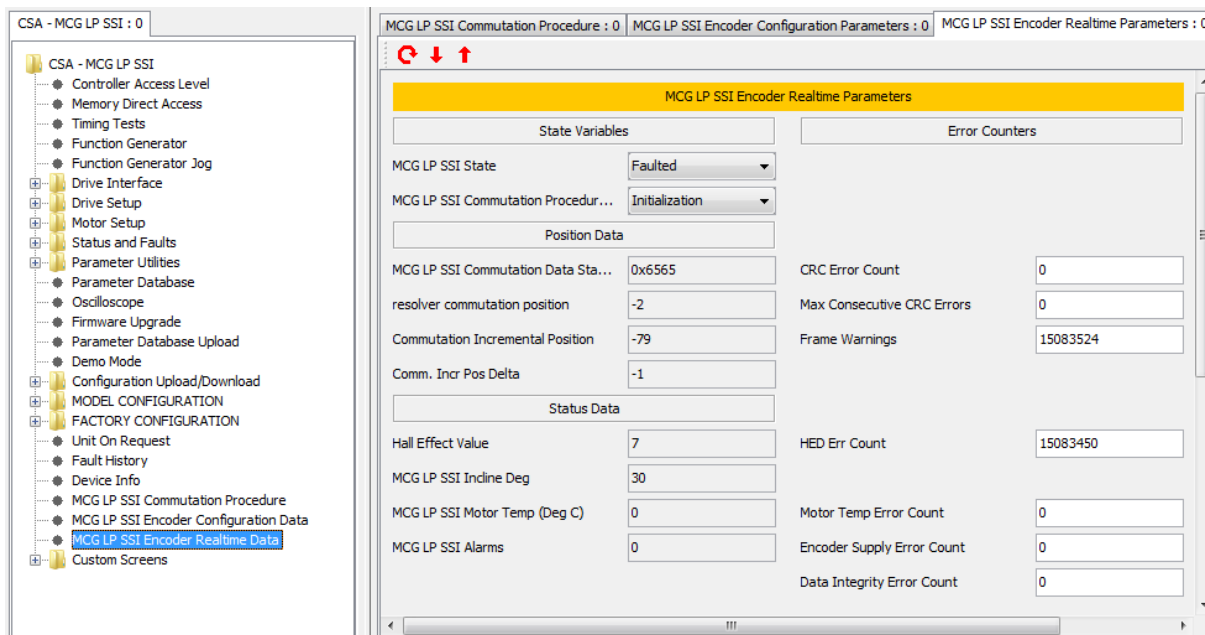 CSA - MCG LP SSI : 0
CSA - MCG LP SSI
Controller Access Level
Memory Direct Access
Timing Tests
Function Generator
Function Generator Jog
Drive Interface
Drive Setup
Motor Setup
Status and Faults
Parameter Utilities
Parameter Database
Oscilloscope
Firmware Upgrade
Parameter Database Upload
Demo Mode
Configuration Upload/Download
MODEL CONFIGURATION
FACTORY CONFIGURATION
Unit On Request
Fault History
Device Info
MCG LP SSI Commutation Procedure
MCG LP SSI Encoder Configuration Data
MCG LP SSI Encoder Realtime Data
Custom Screens
MCG LP SSI Commutation Procedure : 0 MCG LP SSI Encoder Configuration Parameters : 0 MCG LP SSI Encoder Realtime Parameters : 0
MCG LP SSI Encoder Realtime Parameters
State Variables Error Counters
MCG LP SSI State Faulted
MCG LP SSI Commutation Procedur... Initialization
Position Data
MCG LP SSI Commutation Data Sta... 0x6565 CRC Error Count 0
resolver commutation position -2 Max Consecutive CRC Errors 0
Commutation Incremental Position -79 Frame Warnings 15083524
Comm. Incr Pos Delta -1
Status Data
Hall Effect Value 7 HED Err Count 15083450
MCG LP SSI Incline Deg 30
MCG LP SSI Motor Temp (Deg C) 0 Motor Temp Error Count 0
MCG LP SSI Alarms 0 Encoder Supply Error Count 0
Data Integrity Error Count 0